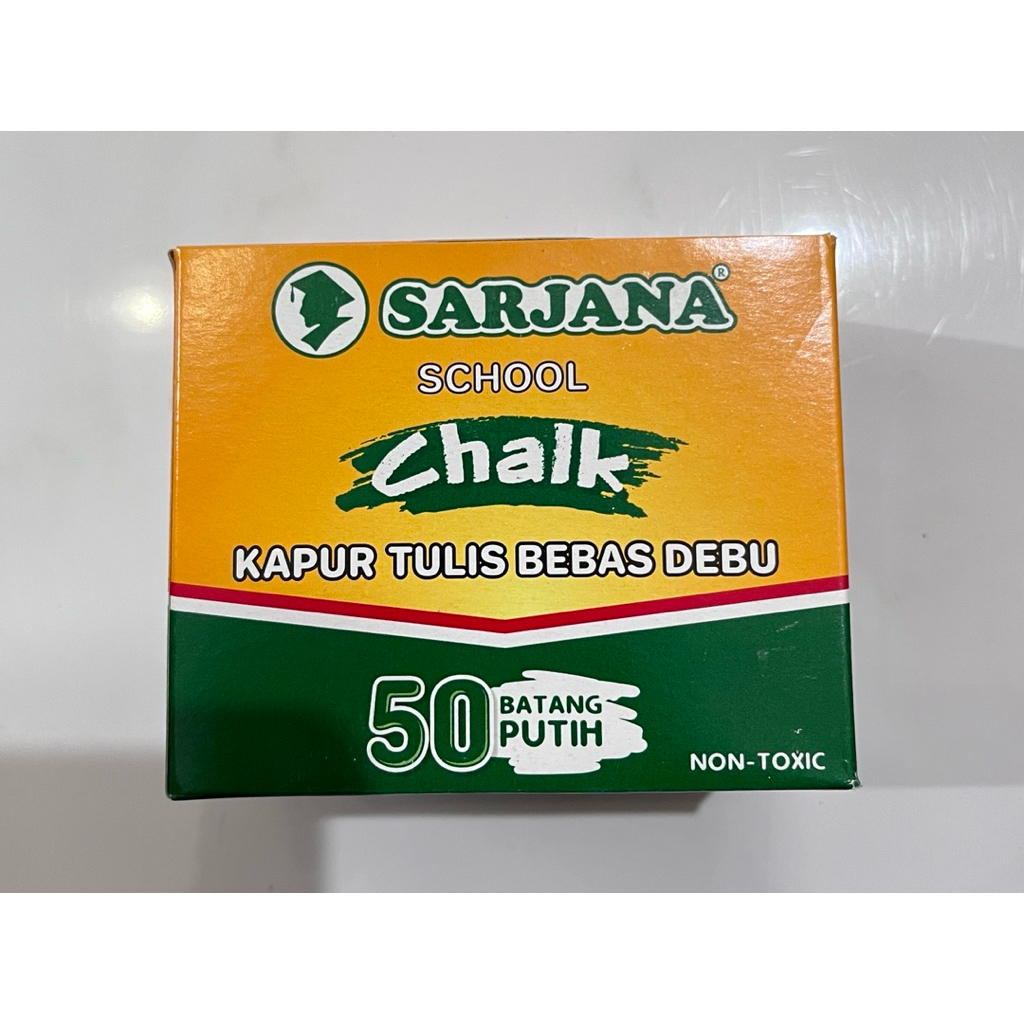 SARJANA®
SCHOOL
Chalk
KAPUR TULIS BEBAS DEBU
50 BATANG
PUTIH
NON-TOXIC